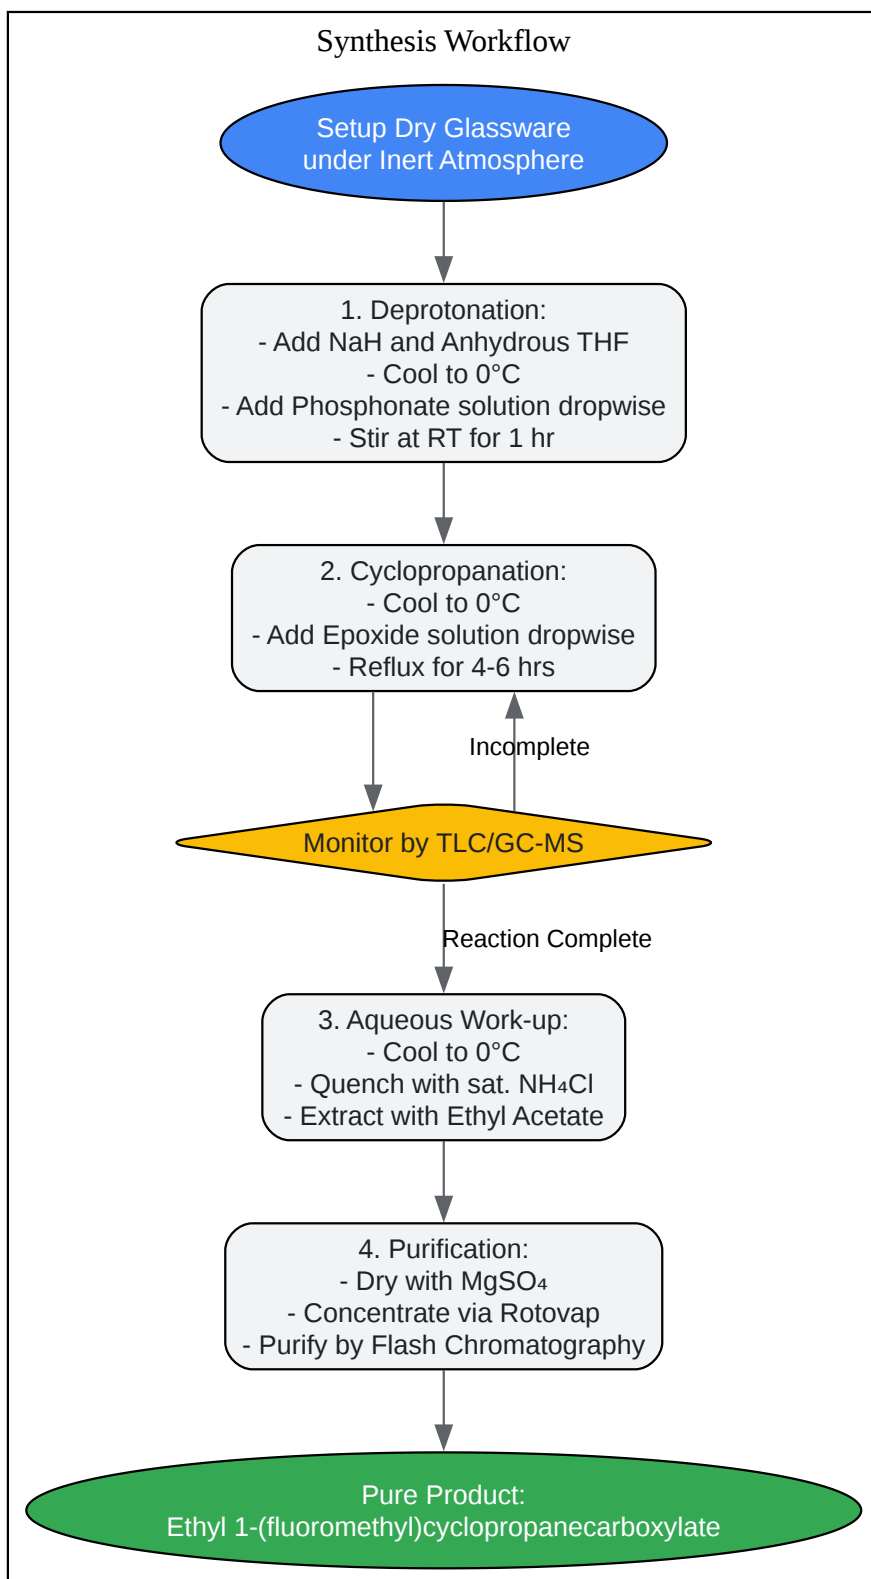 Synthesis Workflow
Setup Dry Glassware
under Inert Atmosphere
1. Deprotonation:
- Add NaH and Anhydrous THF
- Cool to 0°C
- Add Phosphonate solution dropwise
- Stir at RT for 1 hr
2. Cyclopropanation:
- Cool to 0°C
- Add Epoxide solution dropwise
- Reflux for 4-6 hrs
Incomplete
Monitor by TLC/GC-MS
Reaction Complete
3. Aqueous Work-up:
- Cool to 0°C
- Quench with sat. NH₄Cl
- Extract with Ethyl Acetate
4. Purification:
- Dry with MgSO₄
- Concentrate via Rotovap
- Purify by Flash Chromatography
Pure Product:
Ethyl 1-(fluoromethyl)cyclopropanecarboxylate